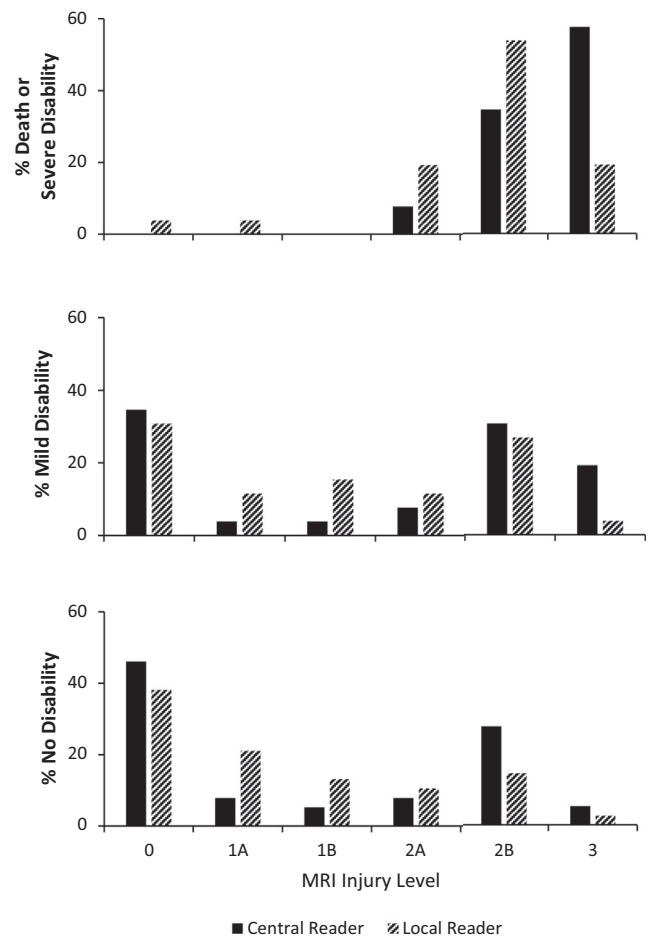 % Death or
Severe Disability
60
40
20
0
% Mild Disability
60
40
20
0
% No Disability
60
40
20
0
0 1A 1B 2A 2B 3
MRI Injury Level
Central Reader Local Reader